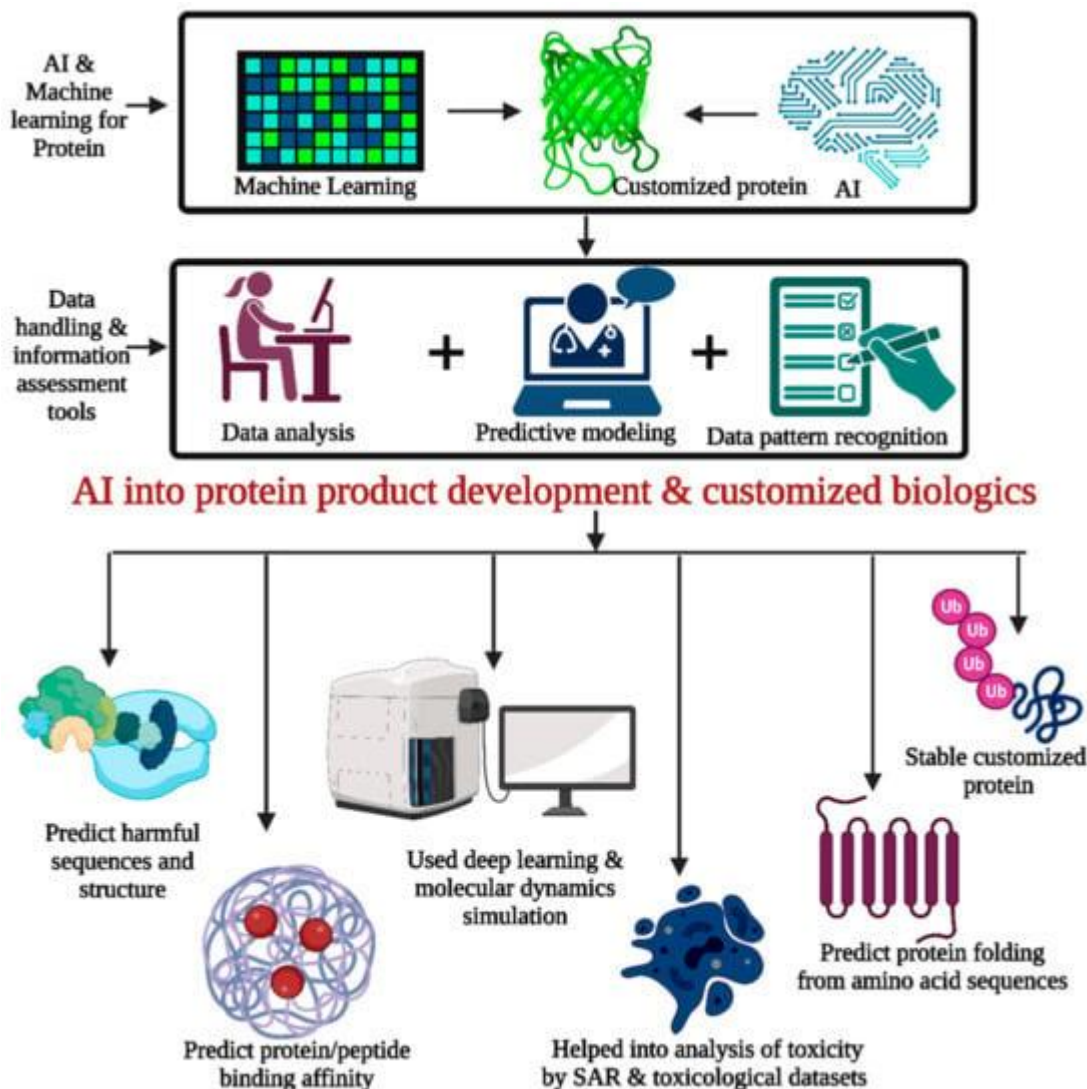 AI &
Machine
learning for
Protein
Machine Learning
Customized protein
AI
Data
handling &
information
assessment
tools
Data analysis
Predictive modeling
Data pattern recognition
AI into protein product development & customized biologics
Ub
Ub
Ub
Ub
Stable customized
protein
Predict harmful
sequences and
structure
Used deep learning &
molecular dynamics
simulation
Predict protein folding
from amino acid sequences
Predict protein/peptide
binding affinity
Helped into analysis of toxicity
by SAR & toxicological datasets